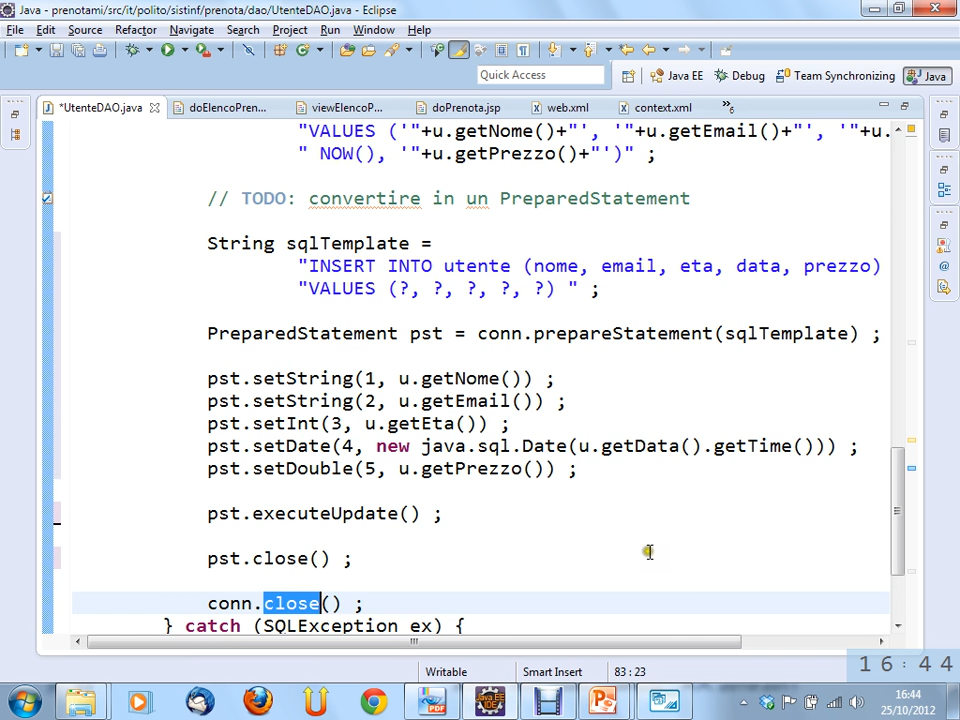 Java - prenotami/src/it/polito/sistinf/prenota/dao/UtenteDAO.java - Eclipse
File Edit Source Refactor Navigate Search Project Run Window Help
Quick Access
Java EE Debug Team Synchronizing Java
*UtenteDAO.java doElencoPren... viewElencoP... doPrenota.jsp web.xml context.xml »6
"VALUES ('"+u.getNome()+"', '"+u.getEmail()+"', '"+u.
" NOW(), '"+u.getPrezzo()+"')" ;
// TODO: convertire in un PreparedStatement
String sqlTemplate =
"INSERT INTO utente (nome, email, eta, data, prezzo)
"VALUES (?, ?, ?, ?, ?) " ;
PreparedStatement pst = conn.prepareStatement(sqlTemplate) ;
pst.setString(1, u.getNome()) ;
pst.setString(2, u.getEmail()) ;
pst.setInt(3, u.getEta()) ;
pst.setDate(4, new java.sql.Date(u.getData().getTime())) ;
pst.setDouble(5, u.getPrezzo()) ;
pst.executeUpdate() ;
pst.close() ;
conn.close() ;
} catch (SQLException ex) {
Writable Smart Insert 83 : 23
16:44
16:44
25/10/2012